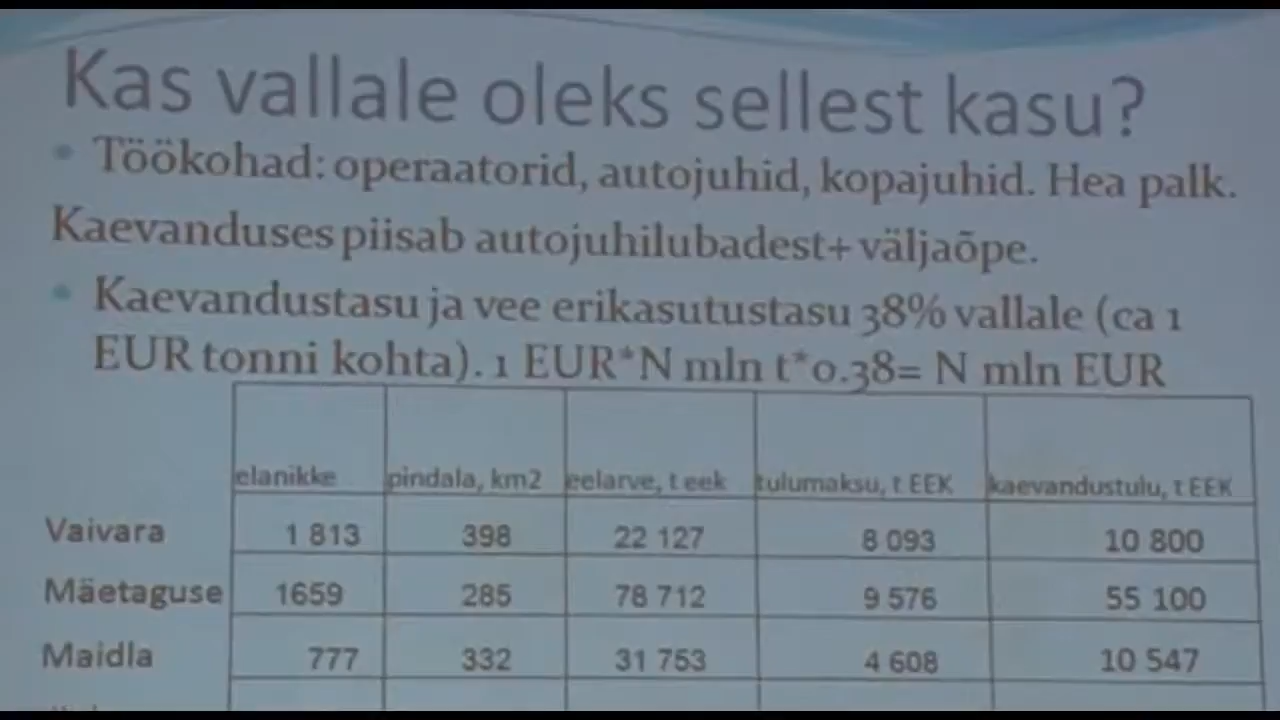 Kas vallale oleks sellest kasu?
• Töökohad: operaatorid, autojuhid, kopajuhid. Hea palk.
Kaevanduses piisab autojuhilubadest+ väljaõpe.
• Kaevandustasu ja vee erikasutustasu 38% vallale (ca 1
EUR tonni kohta). 1 EUR*N mln t*0.38= N mln EUR
elanikke pindala, km2 eelarve, t eek tulumaksu, t EEK kaevandustulu, t EEK
Vaivara 1 813 398 22 127 8 093 10 800
Mäetaguse 1659 285 78 712 9 576 55 100
Maidla 777 332 31 753 4 608 10 547